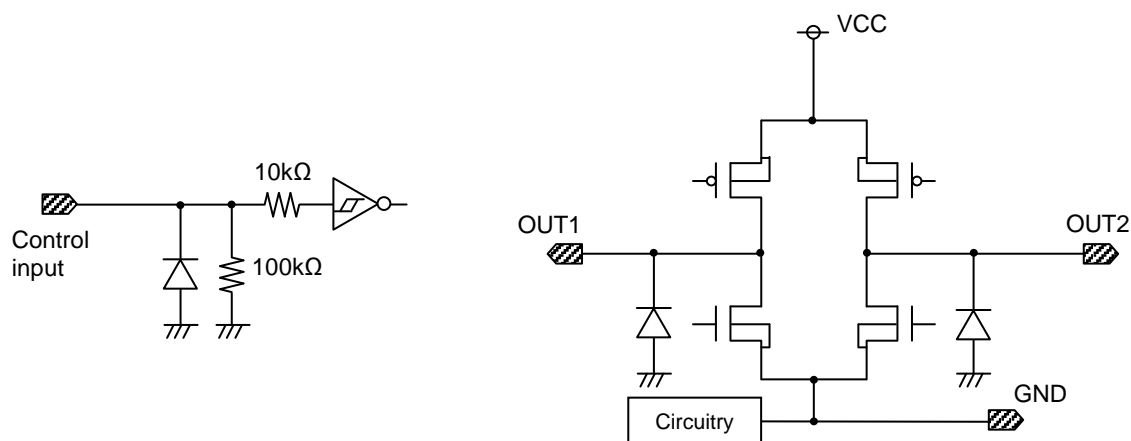 VCC
10kΩ
Control
input
100kΩ
OUT1
OUT2
GND
Circuitry